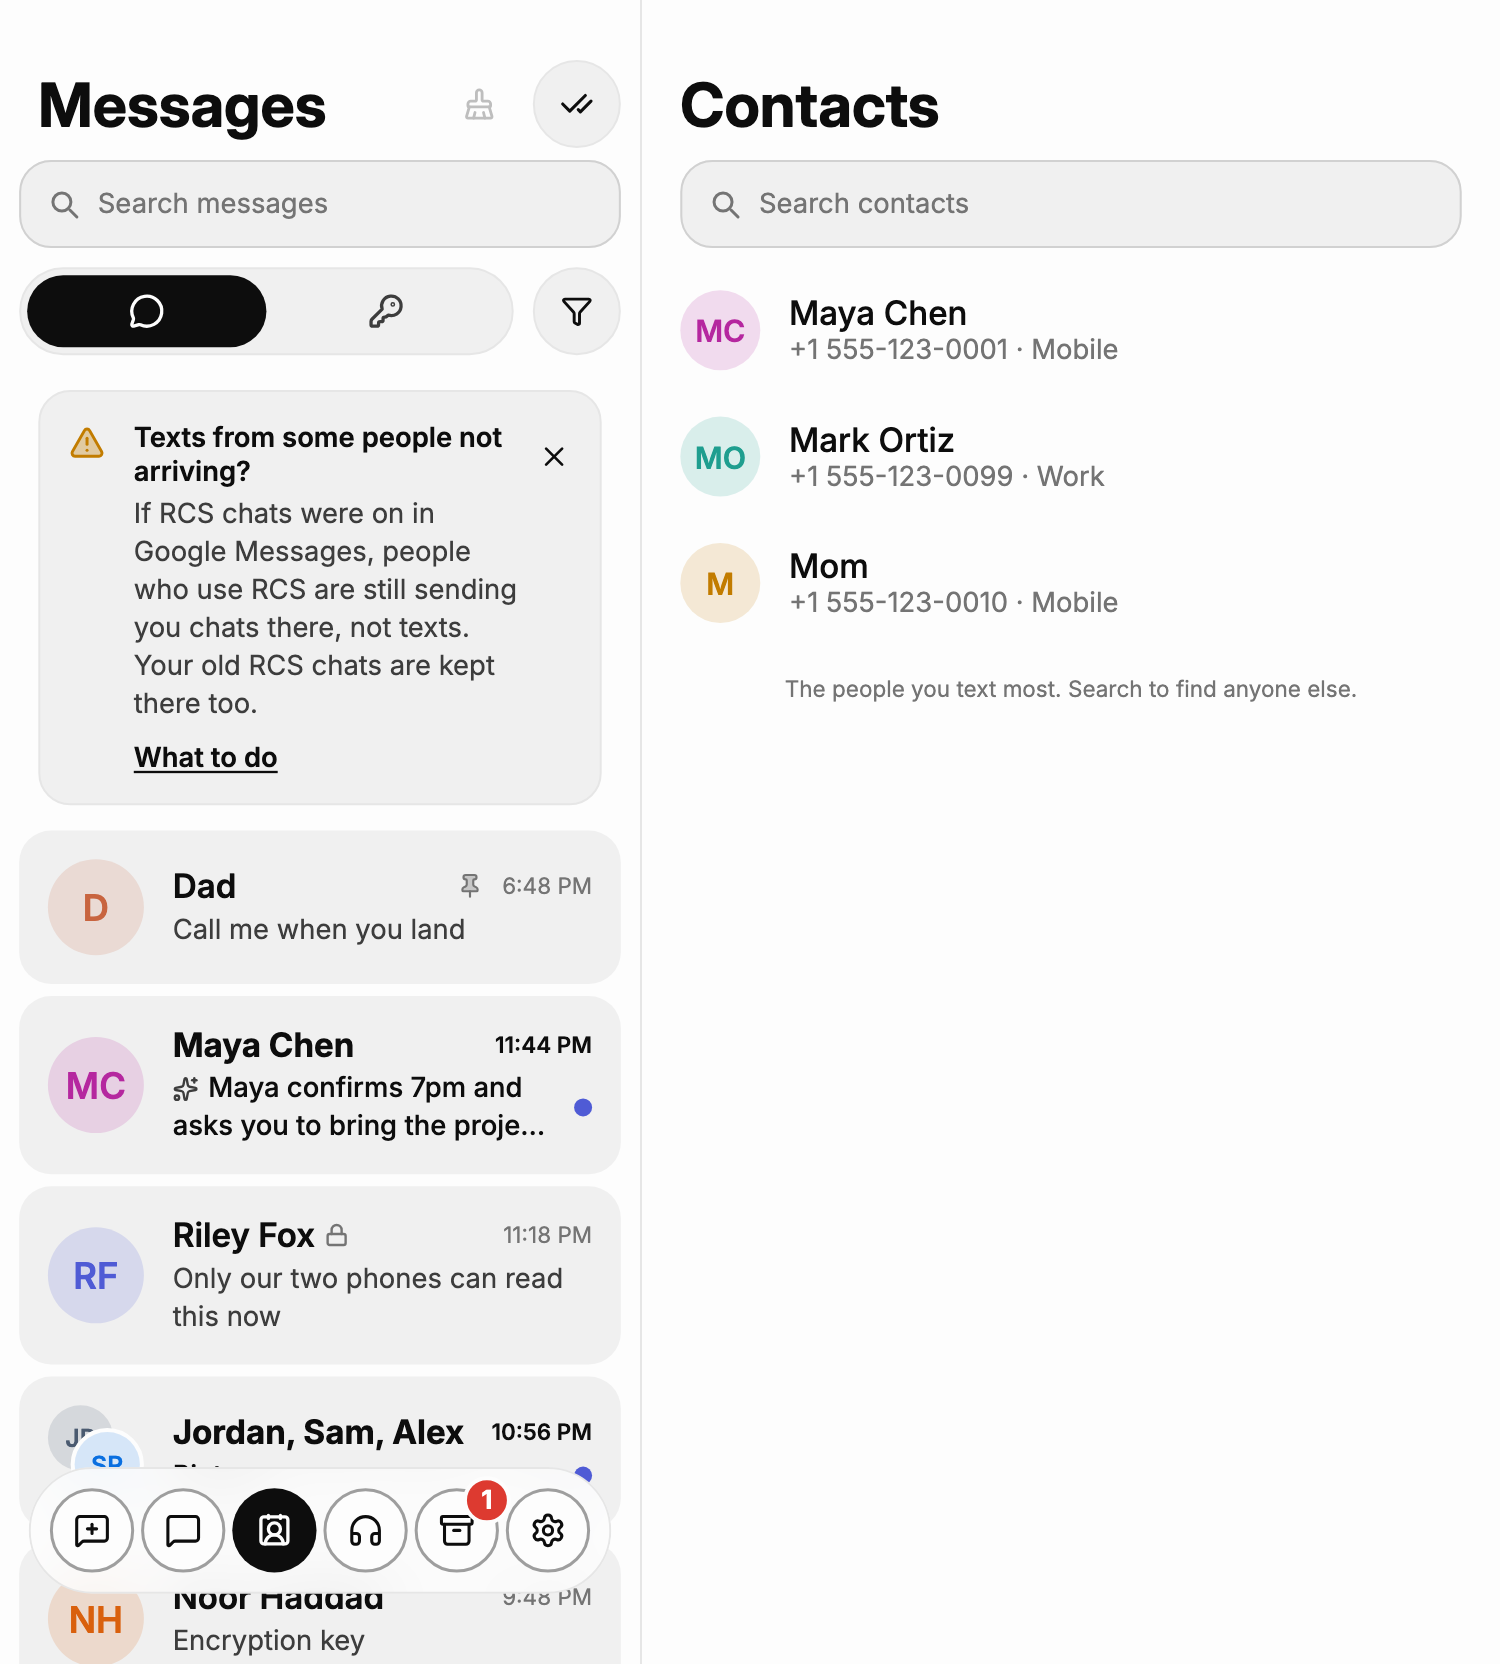 Messages
Search messages
Texts from some people not
arriving?
If RCS chats were on in
Google Messages, people
who use RCS are still sending
you chats there, not texts.
Your old RCS chats are kept
there too.
What to do
D
Dad
6:48 PM
Call me when you land
MC
Maya Chen
11:44 PM
Maya confirms 7pm and
asks you to bring the proje...
RF
Riley Fox
11:18 PM
Only our two phones can read
this now
SR
Jordan, Sam, Alex
10:56 PM
1
NH
Noor Haddad
9:48 PM
Encryption key
Contacts
Search contacts
MC
Maya Chen
+1 555-123-0001 · Mobile
MO
Mark Ortiz
+1 555-123-0099 · Work
M
Mom
+1 555-123-0010 · Mobile
The people you text most. Search to find anyone else.